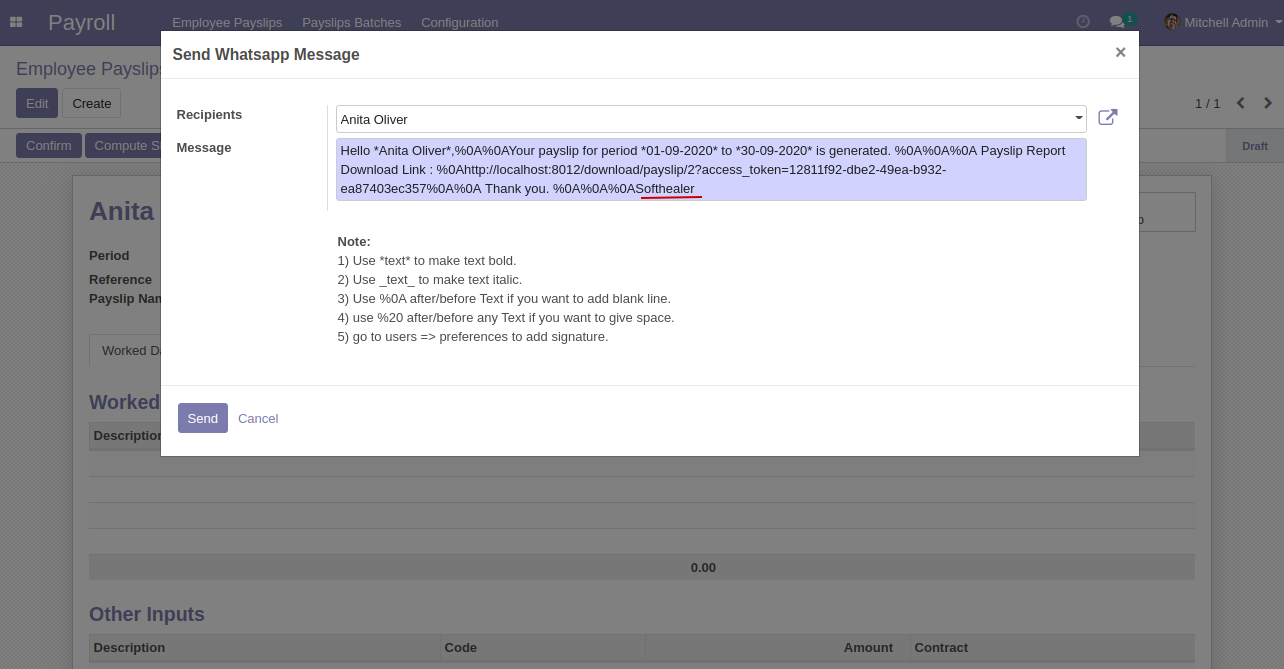 Payroll Employee Payslips Payslips Batches Configuration 1 Mitchell Admin
Send Whatsapp Message ×
Employee Payslips
Edit Create
1 / 1
Recipients Anita Oliver
Confirm
Draft
Message Hello *Anita Oliver*,%0A%0AYour payslip for period *01-09-2020* to *30-09-2020* is generated. %0A%0A%0A Payslip Report
Download Link : %0Ahttp://localhost:8012/download/payslip/2?access_token=12811f92-dbe2-49ea-b932-
ea87403ec357%0A%0A Thank you. %0A%0A%0ASofthealer
Anita
Note:
Period
1) Use *text* to make text bold.
Reference
2) Use _text_ to make text italic.
3) Use %0A after/before Text if you want to add blank line.
4) use %20 after/before any Text if you want to give space.
5) go to users => preferences to add signature.
Worked
Worked
Send Cancel
Description
0.00
Other Inputs
Description Code Amount Contract